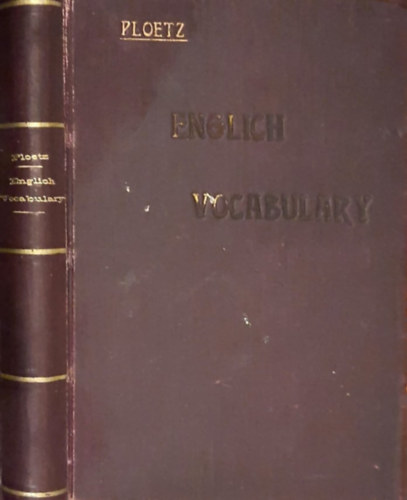 Ploetz
Englich
Vocabulary
PLOETZ
ENGLICH
VOCABULARY